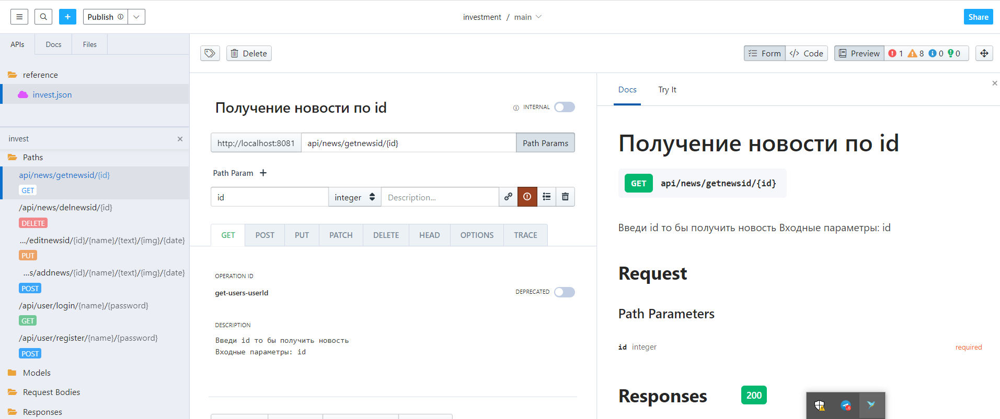 Publish
investment / main
Share
APIs
Docs
Files
Delete
Form
Code
Preview
1
8
0
0
reference
invest.json
invest
Paths
api/news/getnewsid/{id}
GET
/api/news/delnewsid/{id}
DELETE
.../editnewsid/{id}/{name}/{text}/{img}/{date}
PUT
...s/addnews/{id}/{name}/{text}/{img}/{date}
POST
/api/user/login/{name}/{password}
GET
/api/user/register/{name}/{password}
POST
Models
Request Bodies
Responses
Получение новости по id
INTERNAL
http://localhost:8081
api/news/getnewsid/{id}
Path Params
Path Param
id
integer
Description...
GET
POST
PUT
PATCH
DELETE
HEAD
OPTIONS
TRACE
OPERATION ID
get-users-userId
DEPRECATED
DESCRIPTION
Введи id то бы получить новость
Входные параметры: id
Docs
Try It
Получение новости по id
GET api/news/getnewsid/{id}
Введи id то бы получить новость Входные параметры: id
Request
Path Parameters
id integer
required
Responses
200